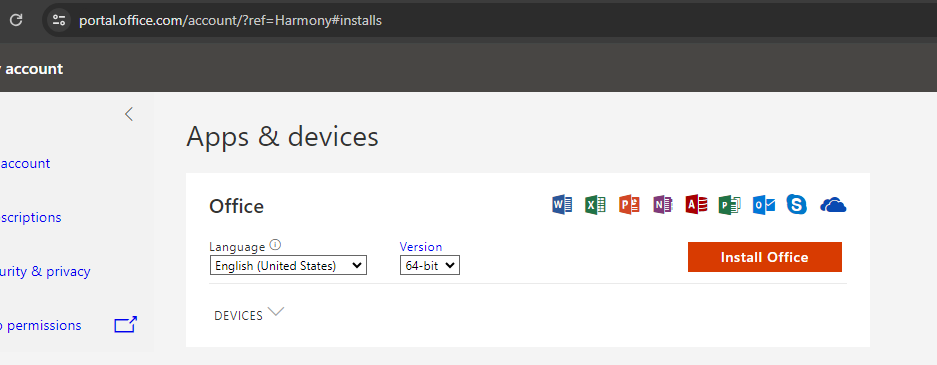 portal.office.com/account/?ref=Harmony#installs
account
Apps & devices
account
Office
W X P N A P O S
scriptions
Language Version
English (United States) 64-bit Install Office
urity & privacy
DEVICES
permissions